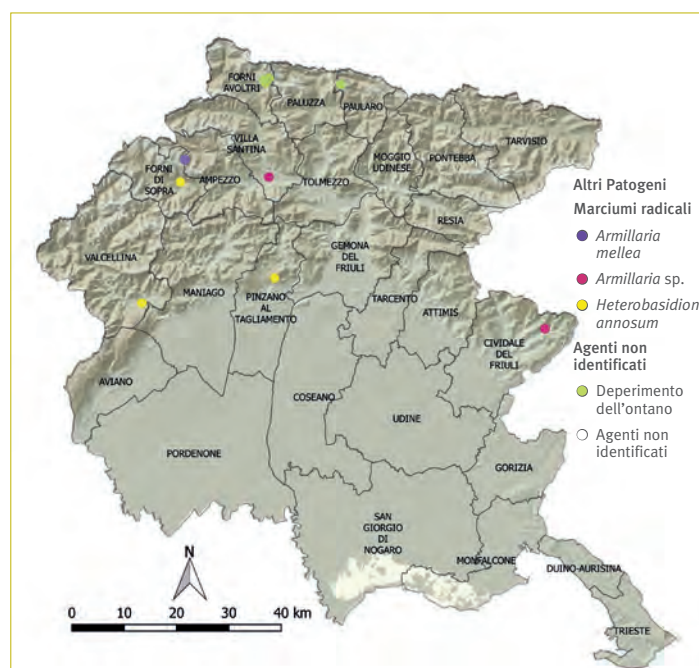 FORNI
AVOLTRI
PALUZZA
PAULARO
VILLA
SANTINA
TARVISIO
MOGGIO
UDINESE
PONTEBBA
FORNI
DI
SOPRA
AMPEZZO
TOLMEZZO
RESIA
VALCELLINA
GEMONA
DEL
FRIULI
MANIAGO
PINZANO
AL
TAGLIAMENTO
TARCENTO
ATTIMIS
CIVIDALE
DEL
FRIULI
AVIANO
COSEANO
UDINE
PORDENONE
GORIZIA
SAN
GIORGIO
DI
NOGARO
MONFALCONE
DUINO-AURISINA
TRIESTE
Altri Patogeni
Marciumi radicali
Armillaria
mellea
Armillaria sp.
Heterobasidion
annosum
Agenti non
identificati
Deperimento
dell'ontano
Agenti non
identificati
N
0 10 20 30 40 km